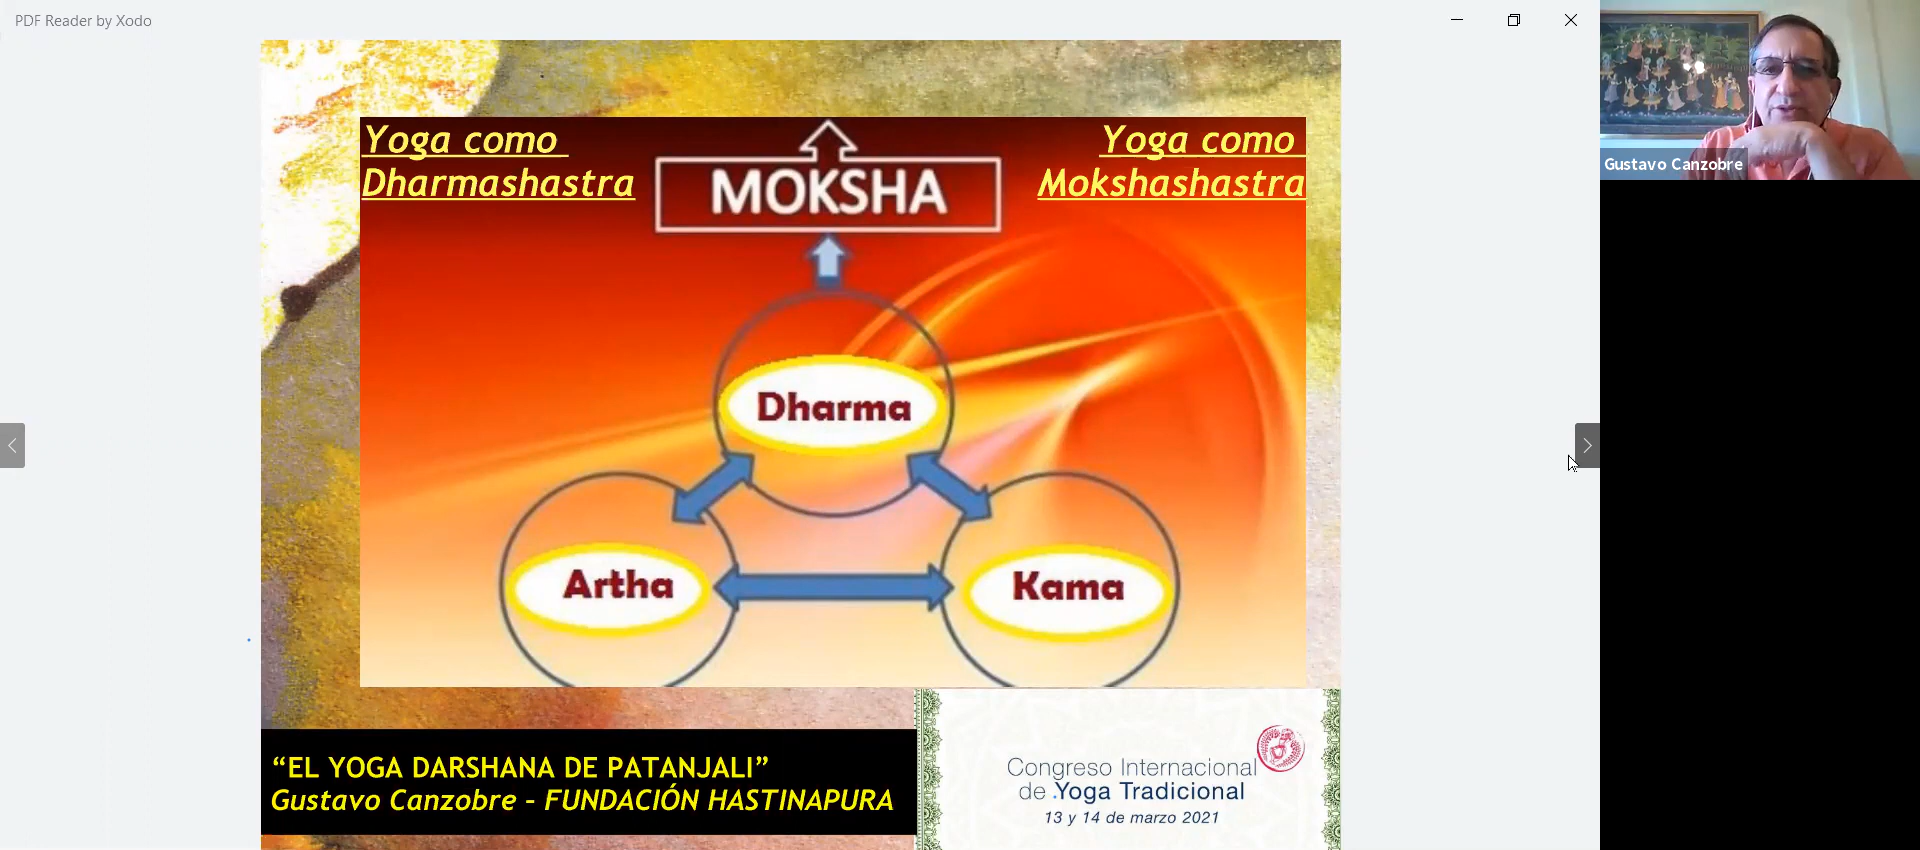 PDF Reader by Xodo
Yoga como
Dharmashastra
MOKSHA
Yoga como
Mokshashastra
Dharma
Artha
Kama
“EL YOGA DARSHANA DE PATANJALI”
Gustavo Canzobre – FUNDACIÓN HASTINAPURA
Congreso Internacional
de Yoga Tradicional
13 y 14 de marzo 2021
Gustavo Canzobre